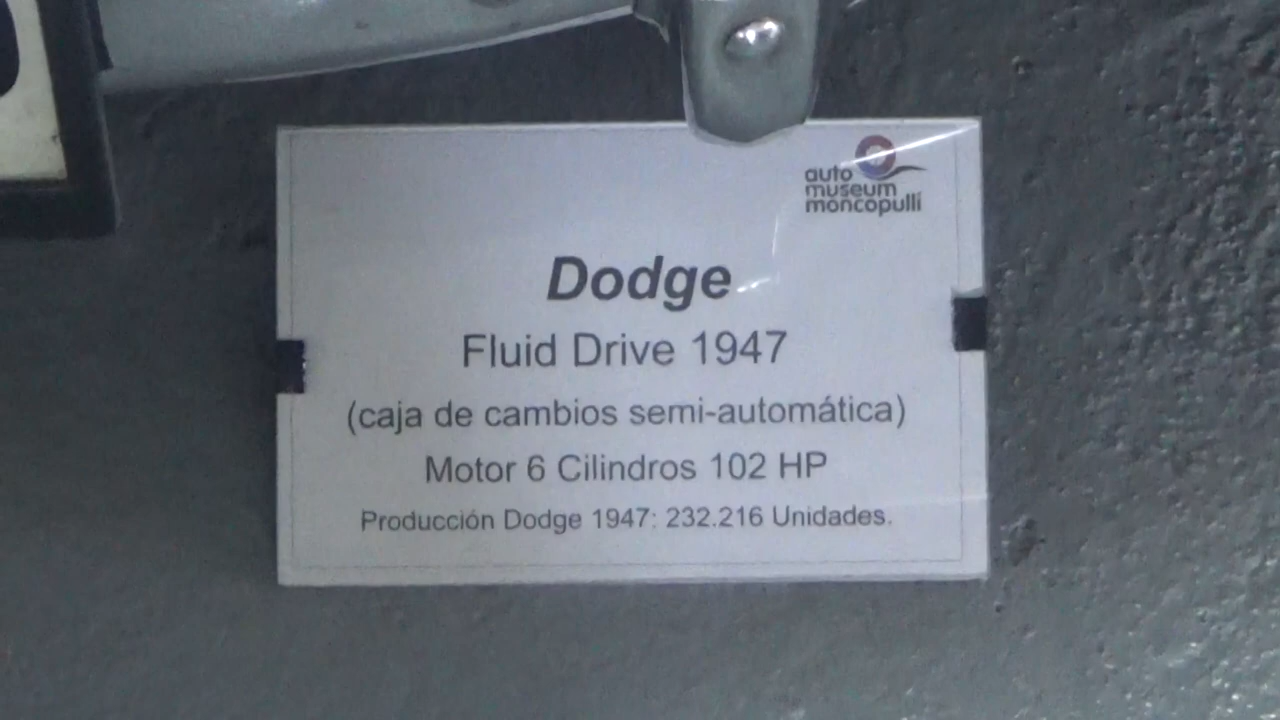 auto
museum
moncopulli
Dodge
Fluid Drive 1947
(caja de cambios semi-automática)
Motor 6 Cilindros 102 HP
Producción Dodge 1947: 232.216 Unidades.